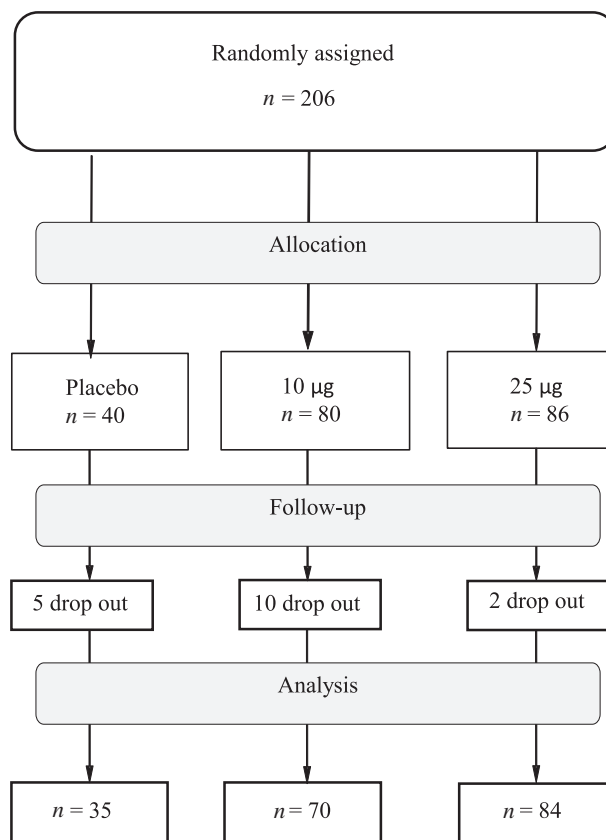 Randomly assigned
n = 206
Allocation
Placebo
n = 40
10 µg
n = 80
25 µg
n = 86
Follow-up
5 drop out
10 drop out
2 drop out
Analysis
n = 35
n = 70
n = 84